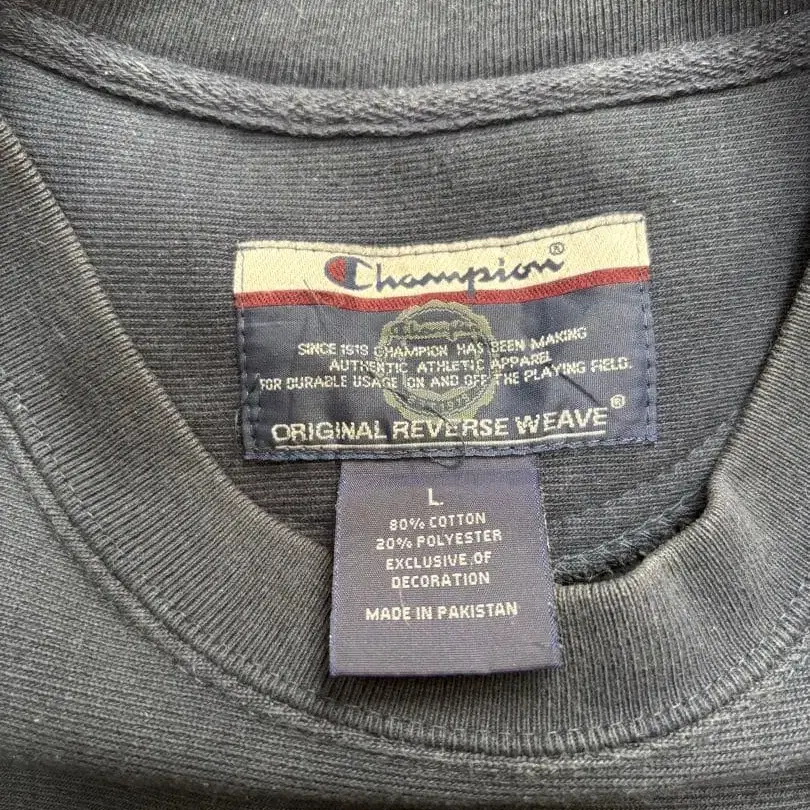 Champion®
Champion
SINCE 1919 CHAMPION HAS BEEN MAKING
AUTHENTIC ATHLETIC APPAREL
FOR DURABLE USAGE ON AND OFF THE PLAYING FIELD.
ORIGINAL REVERSE WEAVE®
L
80% COTTON
20% POLYESTER
EXCLUSIVE OF
DECORATION
MADE IN PAKISTAN